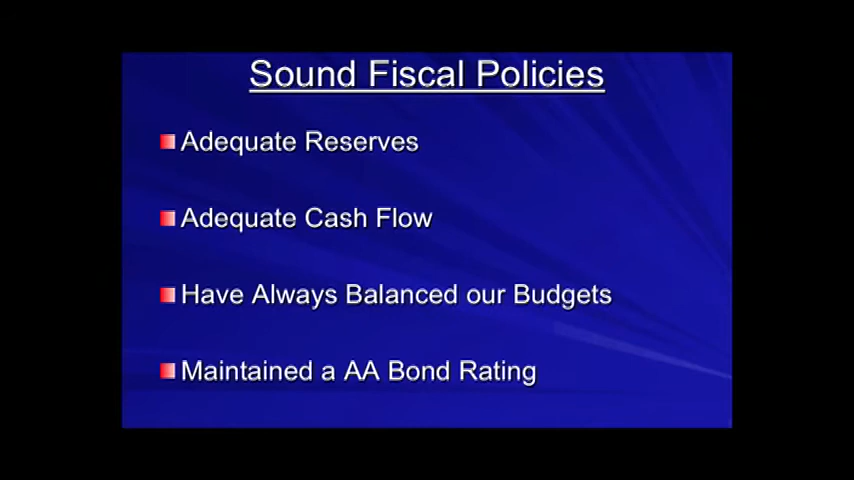 Sound Fiscal Policies
Adequate Reserves
Adequate Cash Flow
Have Always Balanced our Budgets
Maintained a AA Bond Rating